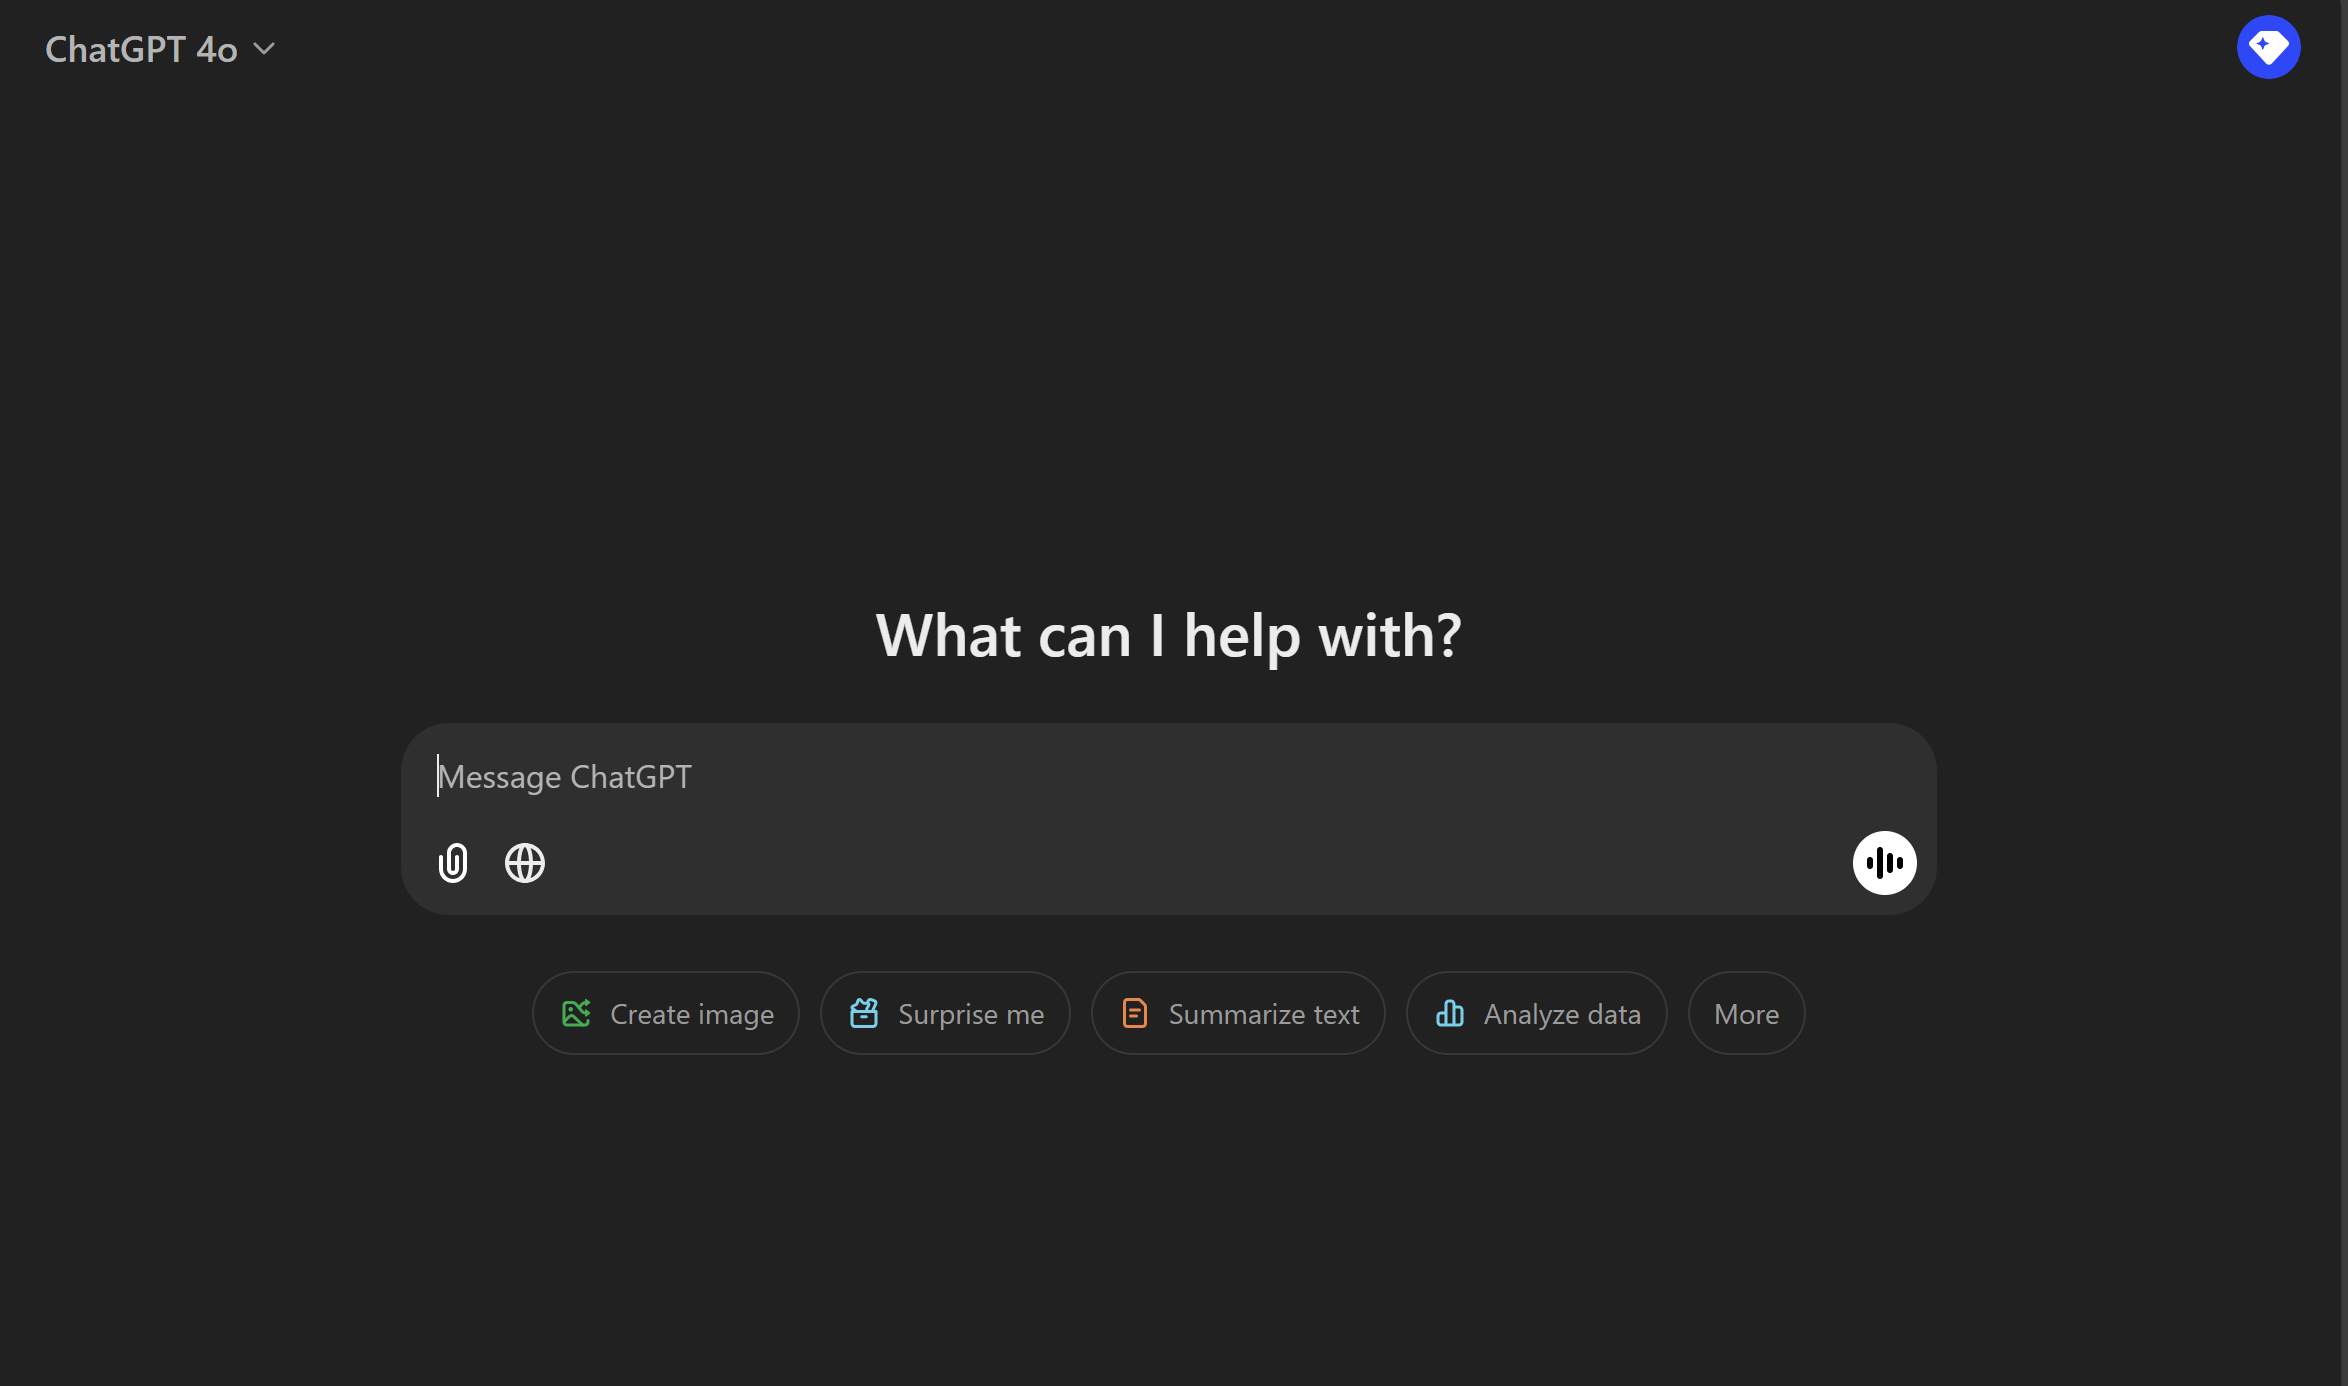 ChatGPT 4o
What can I help with?
Message ChatGPT
Create image
Surprise me
Summarize text
Analyze data
More